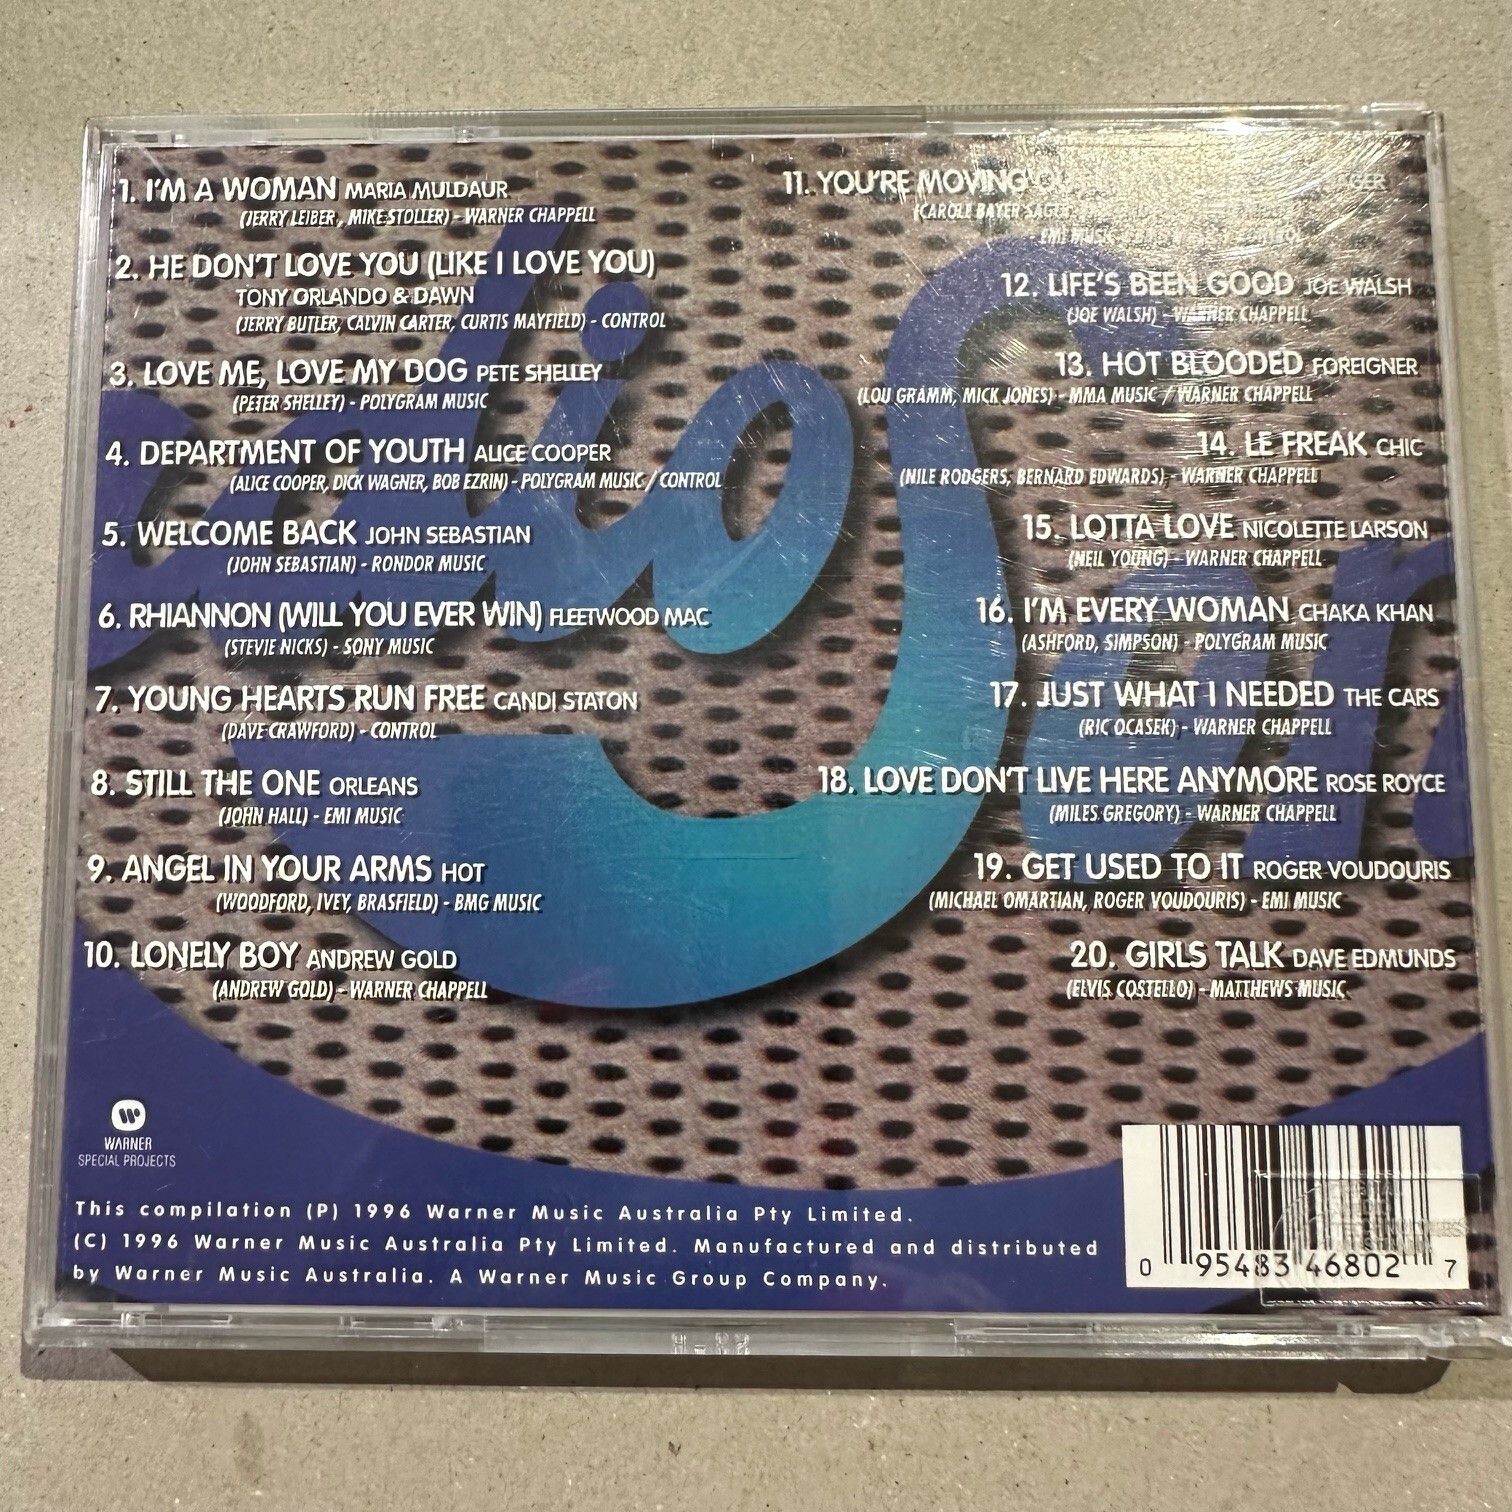 1. I'M A WOMAN MARIA MULDAUR
(JERRY LEIBER, MIKE STOLLER) - WARNER CHAPPELL
2. HE DON'T LOVE YOU (LIKE I LOVE YOU)
TONY ORLANDO & DAWN
(JERRY BUTLER, CALVIN CARTER, CURTIS MAYFIELD) - CONTROL
3. LOVE ME, LOVE MY DOG PETE SHELLEY
(PETER SHELLEY) - POLYGRAM MUSIC
4. DEPARTMENT OF YOUTH ALICE COOPER
(ALICE COOPER, DICK WAGNER, BOB EZRIN) - POLYGRAM MUSIC / CONTROL
5. WELCOME BACK JOHN SEBASTIAN
(JOHN SEBASTIAN) - RONDOR MUSIC
6. RHIANNON (WILL YOU EVER WIN) FLEETWOOD MAC
(STEVIE NICKS) - SONY MUSIC
7. YOUNG HEARTS RUN FREE CANDI STATON
(DAVE CRAWFORD) - CONTROL
8. STILL THE ONE ORLEANS
(JOHN HALL) - EMI MUSIC
9. ANGEL IN YOUR ARMS HOT
(WOODFORD, IVEY, BRASFIELD) - BMG MUSIC
10. LONELY BOY ANDREW GOLD
(ANDREW GOLD) - WARNER CHAPPELL
11. YOU'RE MOVING
(CAROLE BAYER
- EMI MUSIC
12. LIFE'S BEEN GOOD JOE WALSH
(JOE WALSH) - WARNER CHAPPELL
13. HOT BLOODED FOREIGNER
(LOU GRAMM, MICK JONES) - MMA MUSIC / WARNER CHAPPELL
14. LE FREAK CHIC
(NILE RODGERS, BERNARD EDWARDS) - WARNER CHAPPELL
15. LOTTA LOVE NICOLETTE LARSON
(NEIL YOUNG) - WARNER CHAPPELL
16. I'M EVERY WOMAN CHAKA KHAN
(ASHFORD, SIMPSON) - POLYGRAM MUSIC
17. JUST WHAT I NEEDED THE CARS
(RIC OCASEK) - WARNER CHAPPELL
18. LOVE DON'T LIVE HERE ANYMORE ROSE ROYCE
(MILES GREGORY) - WARNER CHAPPELL
19. GET USED TO IT ROGER VOUDOURIS
(MICHAEL OMARTIAN, ROGER VOUDOURIS) - EMI MUSIC
20. GIRLS TALK DAVE EDMUNDS
(ELVIS COSTELLO) - MATTHEWS MUSIC
WARNER
SPECIAL PROJECTS
This compilation (P) 1996 Warner Music Australia Pty Limited.
(C) 1996 Warner Music Australia Pty Limited. Manufactured and distributed
by Warner Music Australia. A Warner Music Group Company.
0 95483 46802 7